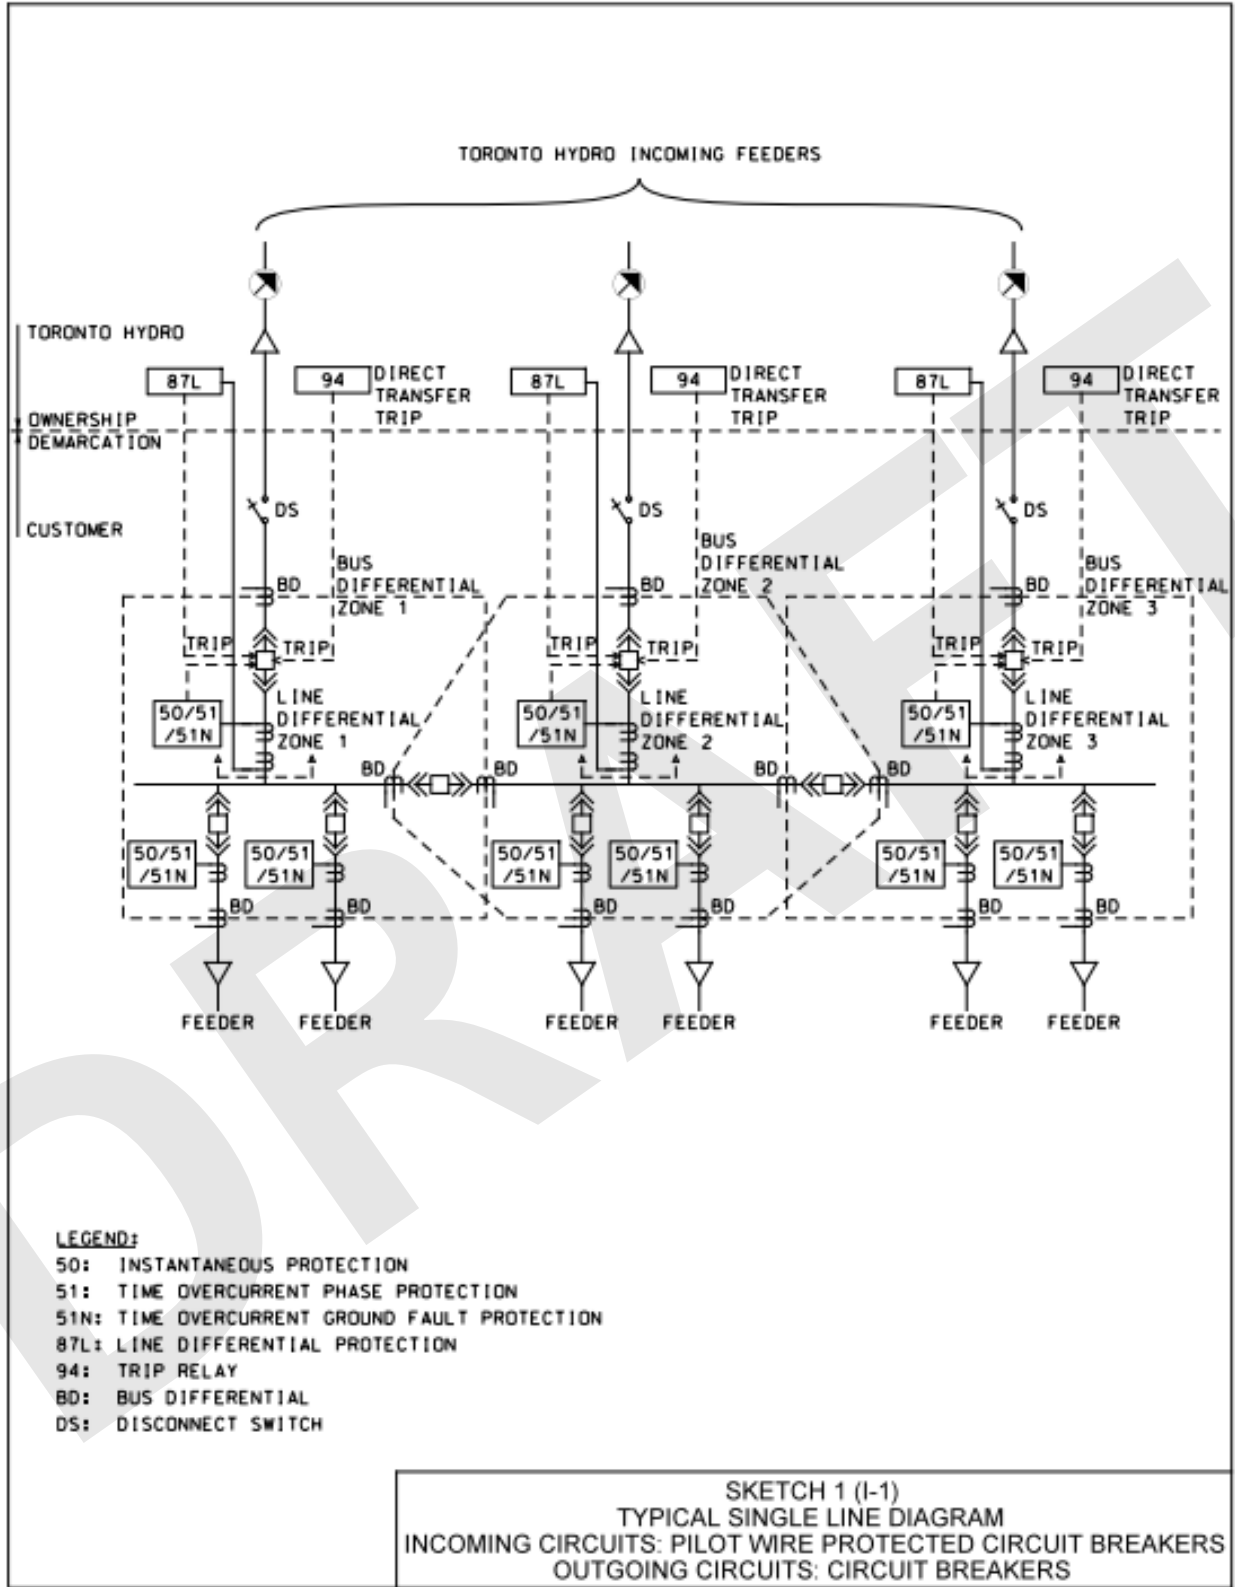 TORONTO HYDRO INCOMING FEEDERS
TORONTO HYDRO
OWNERSHIP
DEMARCATION
CUSTOMER
87L
94
DIRECT
TRANSFER
TRIP
87L
94
DIRECT
TRANSFER
TRIP
87L
94
DIRECT
TRANSFER
TRIP
DS
DS
DS
BD
BUS
DIFFERENTIAL
ZONE 1
BD
BUS
DIFFERENTIAL
ZONE 2
BD
BUS
DIFFERENTIAL
ZONE 3
TRIP
TRIP
TRIP
TRIP
TRIP
TRIP
50/51
/51N
LINE
DIFFERENTIAL
ZONE 1
50/51
/51N
LINE
DIFFERENTIAL
ZONE 2
50/51
/51N
LINE
DIFFERENTIAL
ZONE 3
BD
BD
BD
BD
50/51
/51N
50/51
/51N
50/51
/51N
50/51
/51N
50/51
/51N
50/51
/51N
BD
BD
BD
BD
BD
BD
FEEDER
FEEDER
FEEDER
FEEDER
FEEDER
FEEDER
DRAFT
LEGEND:
50: INSTANTANEOUS PROTECTION
51: TIME OVERCURRENT PHASE PROTECTION
51N: TIME OVERCURRENT GROUND FAULT PROTECTION
87L: LINE DIFFERENTIAL PROTECTION
94: TRIP RELAY
BD: BUS DIFFERENTIAL
DS: DISCONNECT SWITCH
SKETCH 1 (I-1)
TYPICAL SINGLE LINE DIAGRAM
INCOMING CIRCUITS: PILOT WIRE PROTECTED CIRCUIT BREAKERS
OUTGOING CIRCUITS: CIRCUIT BREAKERS